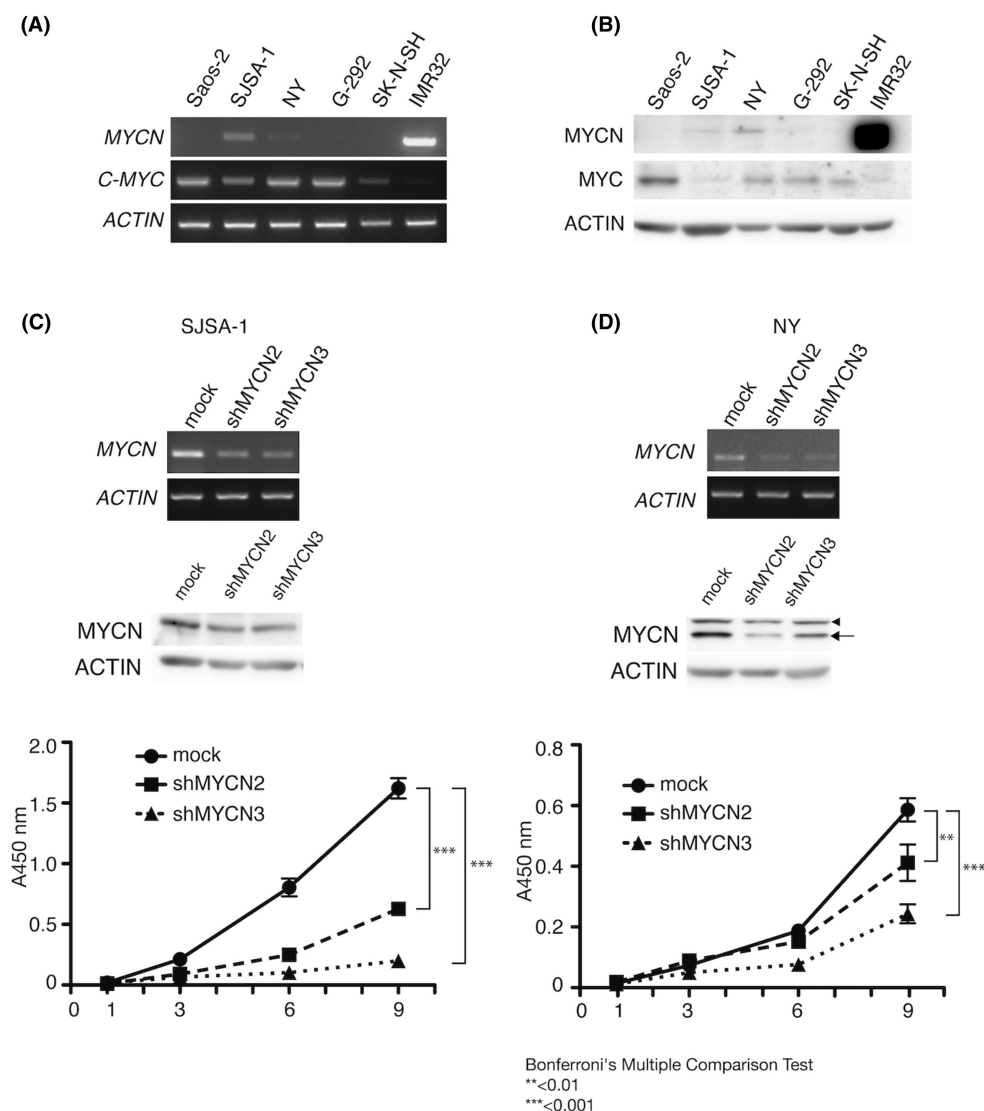 (A)
Saos-2 SJSA-1 NY G-292 SK-N-SH IMR32
MYCN
C-MYC
ACTIN
(B)
Saos-2 SJSA-1 NY G-292 SK-N-SH IMR32
MYCN
MYC
ACTIN
(C)
SJSA-1
mock shMYCN2 shMYCN3
MYCN
ACTIN
mock shMYCN2 shMYCN3
MYCN
ACTIN
2.0
1.5
1.0
0.5
0
A450 nm
mock
shMYCN2
shMYCN3
***
***
0 1 3 6 9
(D)
NY
mock shMYCN2 shMYCN3
MYCN
ACTIN
mock shMYCN2 shMYCN3
MYCN
ACTIN
0.8
0.6
0.4
0.2
0
A450 nm
mock
shMYCN2
shMYCN3
**
***
0 1 3 6 9
Bonferroni's Multiple Comparison Test
**<0.01
***<0.001